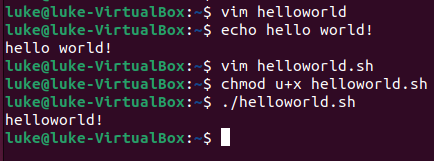 luke@luke-VirtualBox:~$ vim helloworld
luke@luke-VirtualBox:~$ echo hello world!
hello world!
luke@luke-VirtualBox:~$ vim helloworld.sh
luke@luke-VirtualBox:~$ chmod u+x helloworld.sh
luke@luke-VirtualBox:~$ ./helloworld.sh
helloworld!
luke@luke-VirtualBox:~$